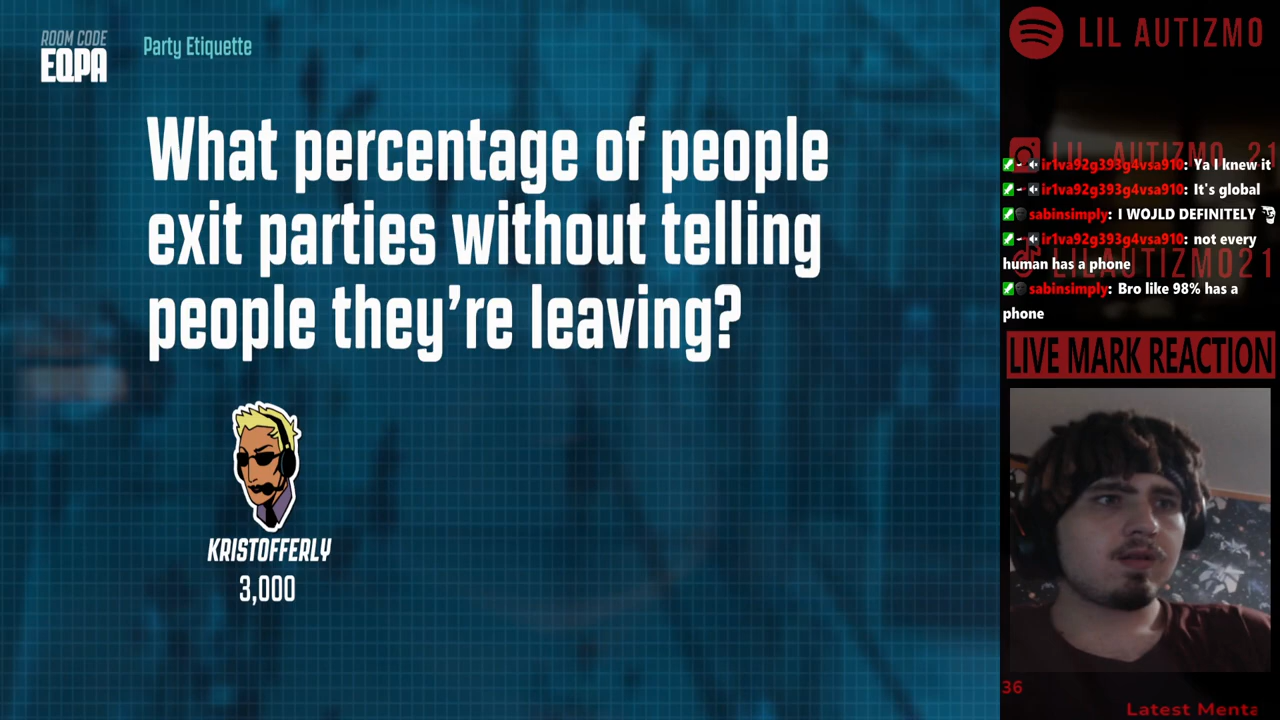 ROOM CODE
EQPA
Party Etiquette
What percentage of people
exit parties without telling
people they're leaving?
KRISTOFFERLY
3,000
LIL AUTIZMO
LIL_AUTIZMO_21
ir1va92g393g4vsa910: Ya I knew it
ir1va92g393g4vsa910: It's global
sabinsimply: I WOJLD DEFINITELY
ir1va92g393g4vsa910: not every
human has a phone
LILAUTIZMO21
sabinsimply: Bro like 98% has a
phone
LIVE MARK REACTION
36
Latest Menta